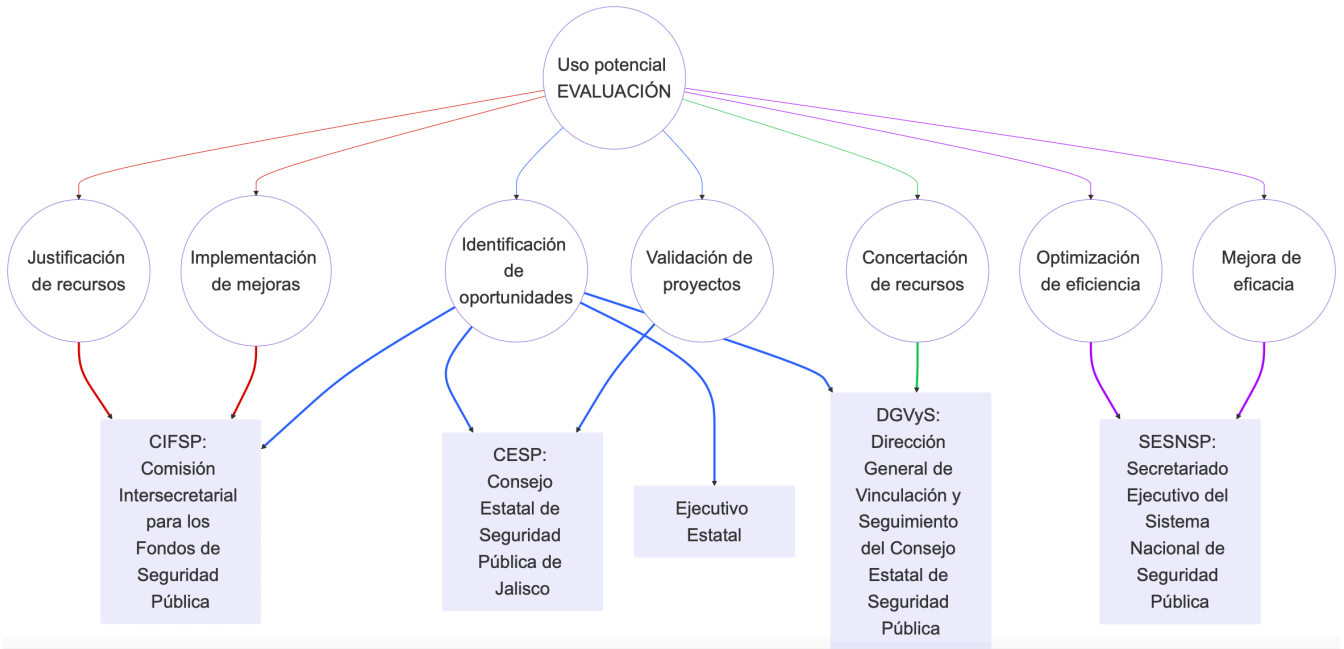 Uso potencial
EVALUACIÓN
Justificación
de recursos
Implementación
de mejoras
Identificación
de
oportunidades
Validación de
proyectos
Concertación
de recursos
Optimización
de eficiencia
Mejora de
eficacia
CIFSP:
Comisión
Intersecretarial
para los
Fondos de
Seguridad
Pública
CESP:
Consejo
Estatal de
Seguridad
Pública de
Jalisco
Ejecutivo
Estatal
DGVyS:
Dirección
General de
Vinculación y
Seguimiento
del Consejo
Estatal de
Seguridad
Pública
SESNSP:
Secretariado
Ejecutivo del
Sistema
Nacional de
Seguridad
Pública